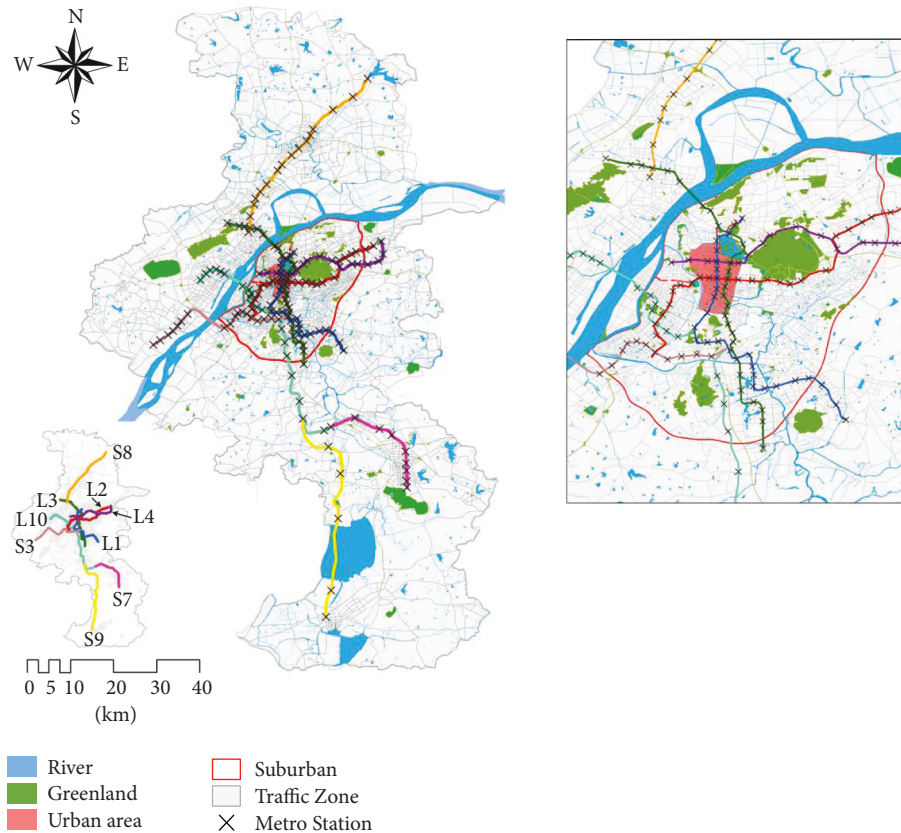 N
W E
S
S8
L3 L2
L10 L4
S3 L1
S7
S9
0 5 10 20 30 40
(km)
River
Greenland
Urban area
Suburban
Traffic Zone
Metro Station